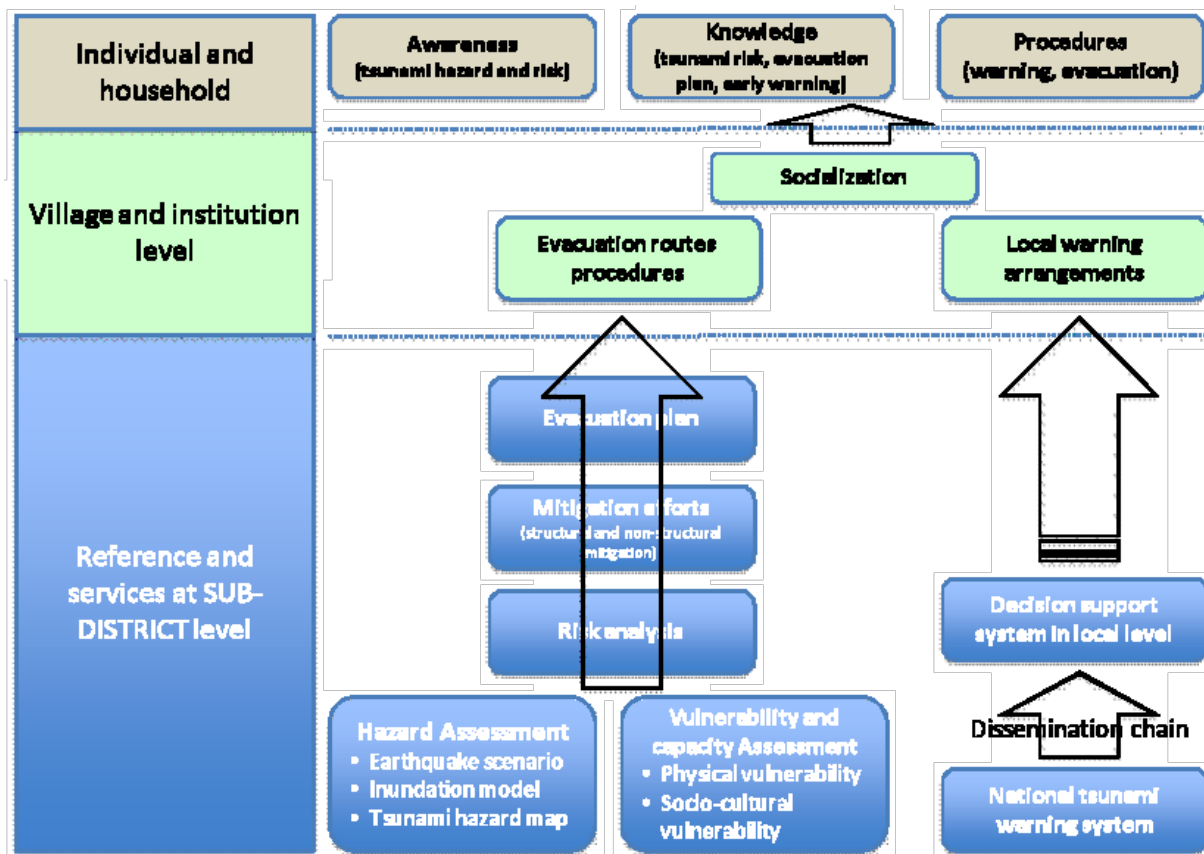 Individual and
household
Awareness
(tsunami hazard and risk)
Knowledge
(tsunami risk, evacuation
plan, early warning)
Procedures
(warning, evacuation)
Village and institution
level
Socialization
Evacuation routes
procedures
Local warning
arrangements
Reference and
services at SUB-
DISTRICT level
Evacuation plan
Mitigation efforts
(structural and non-structural
mitigation)
Risk analysis
Hazard Assessment
• Earthquake scenario
• Inundation model
• Tsunami hazard map
Vulnerability and
capacity Assessment
• Physical vulnerability
• Socio-cultural
vulnerability
Decision support
system in local level
Dissemination chain
National tsunami
warning system